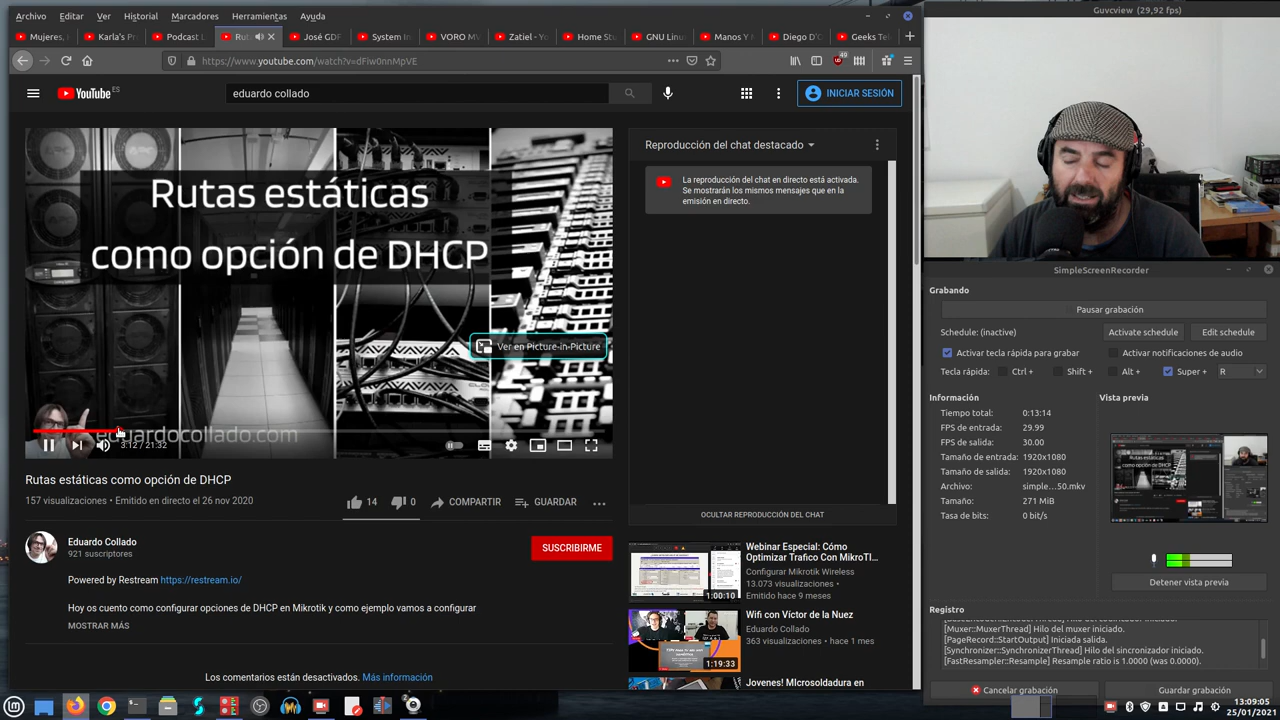 Archivo Editar Ver Historial Marcadores Herramientas Ayuda
Mujeres, Karla's Pr Podcast L Rut José GDF System In VORO MV Zatiel - Yo Home Stu GNU Linu Manos Y M Diego D'C Geeks Tele
https://www.youtube.com/watch?v=dFiw0nnMpVE
49
YouTube ES
eduardo collado
INICIAR SESIÓN
Rutas estáticas
como opción de DHCP
Ver en Picture-in-Picture
eduardocollado.com
3:12 / 21:32
Reproducción del chat destacado
La reproducción del chat en directo está activada.
Se mostrarán los mismos mensajes que en la
emisión en directo.
OCULTAR REPRODUCCIÓN DEL CHAT
Rutas estáticas como opción de DHCP
157 visualizaciones • Emitido en directo el 26 nov 2020
14 0 COMPARTIR GUARDAR
Eduardo Collado
921 suscriptores
SUSCRIBIRME
Powered by Restream https://restream.io/
Hoy os cuento como configurar opciones de DHCP en Mikrotik y como ejemplo vamos a configurar
MOSTRAR MÁS
Los comentarios están desactivados. Más información
Webinar Especial: Cómo
Optimizar Trafico Con MikroTI...
Configurar Mikrotik Wireless
13.073 visualizaciones •
Emitido hace 9 meses
1:00:10
Wifi con Víctor de la Nuez
Eduardo Collado
363 visualizaciones • hace 1 mes
1:19:33
Jovenes! MIcrosoldadura en
Guvcview (29,92 fps)
SimpleScreenRecorder
Grabando
Pausar grabación
Schedule: (inactive) Activate schedule Edit schedule
Activar tecla rápida para grabar Activar notificaciones de audio
Tecla rápida: Ctrl + Shift + Alt + Super + R
Información
Tiempo total: 0:13:14
FPS de entrada: 29.99
FPS de salida: 30.00
Tamaño de entrada: 1920x1080
Tamaño de salida: 1920x1080
Archivo: simple....50.mkv
Tamaño: 271 MiB
Tasa de bits: 0 bit/s
Vista previa
Detener vista previa
Registro
[Muxer::MuxerThread] Hilo del muxer iniciado.
[PageRecord::StartOutput] Iniciada salida.
[Synchronizer::SynchronizerThread] Hilo del sincronizador iniciado.
[FastResampler::Resample] Resample ratio is 1.0000 (was 0.0000).
Cancelar grabación Guardar grabación
13:09:05
25/01/2021